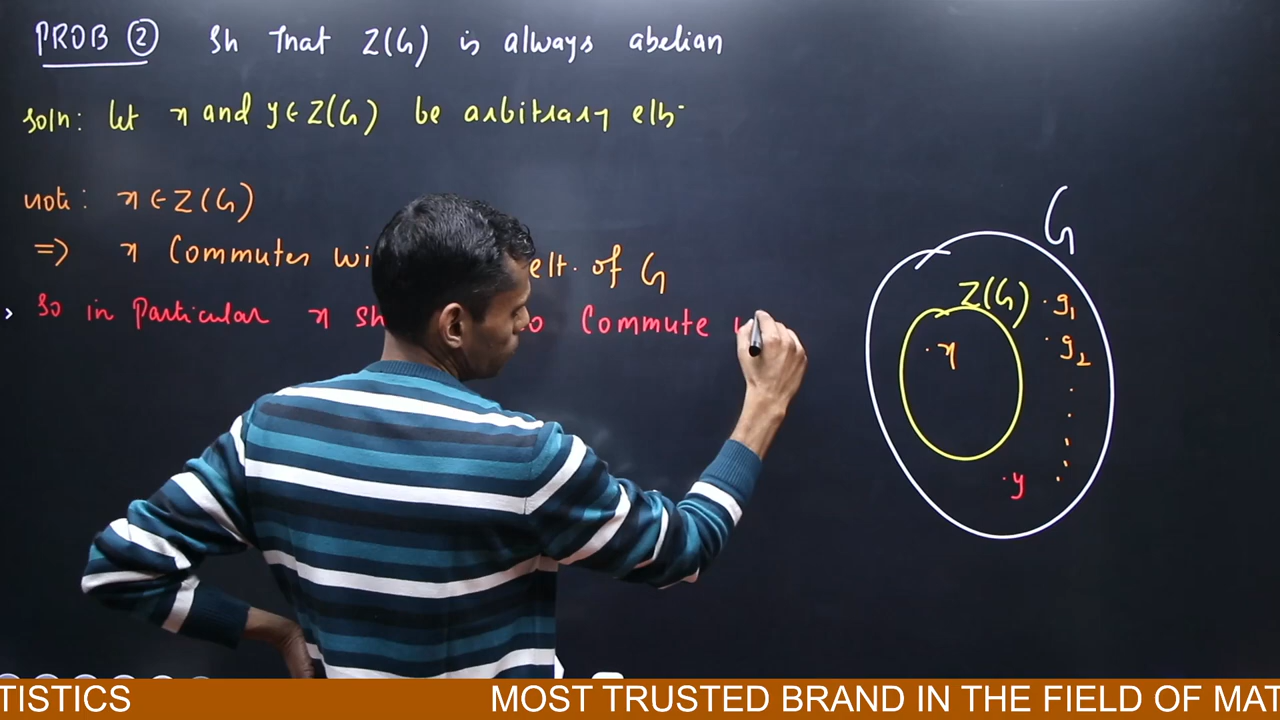 PROB ② Sh That Z(G) is always abelian
Soln: let x and y ∈ Z(G) be arbitrary elts.
note: x ∈ Z(G)
=> x Commutes wi elt. of G
So in Particular x sh o Commute w
G
Z(G)
. g1
. x
. g2
. y
TISTICS MOST TRUSTED BRAND IN THE FIELD OF MAT